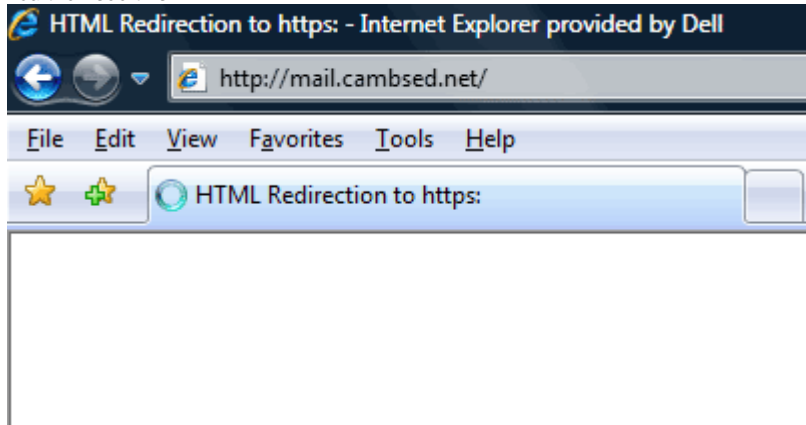 HTML Redirection to https: - Internet Explorer provided by Dell
http://mail.cambsed.net/
File Edit View Favorites Tools Help
HTML Redirection to https: